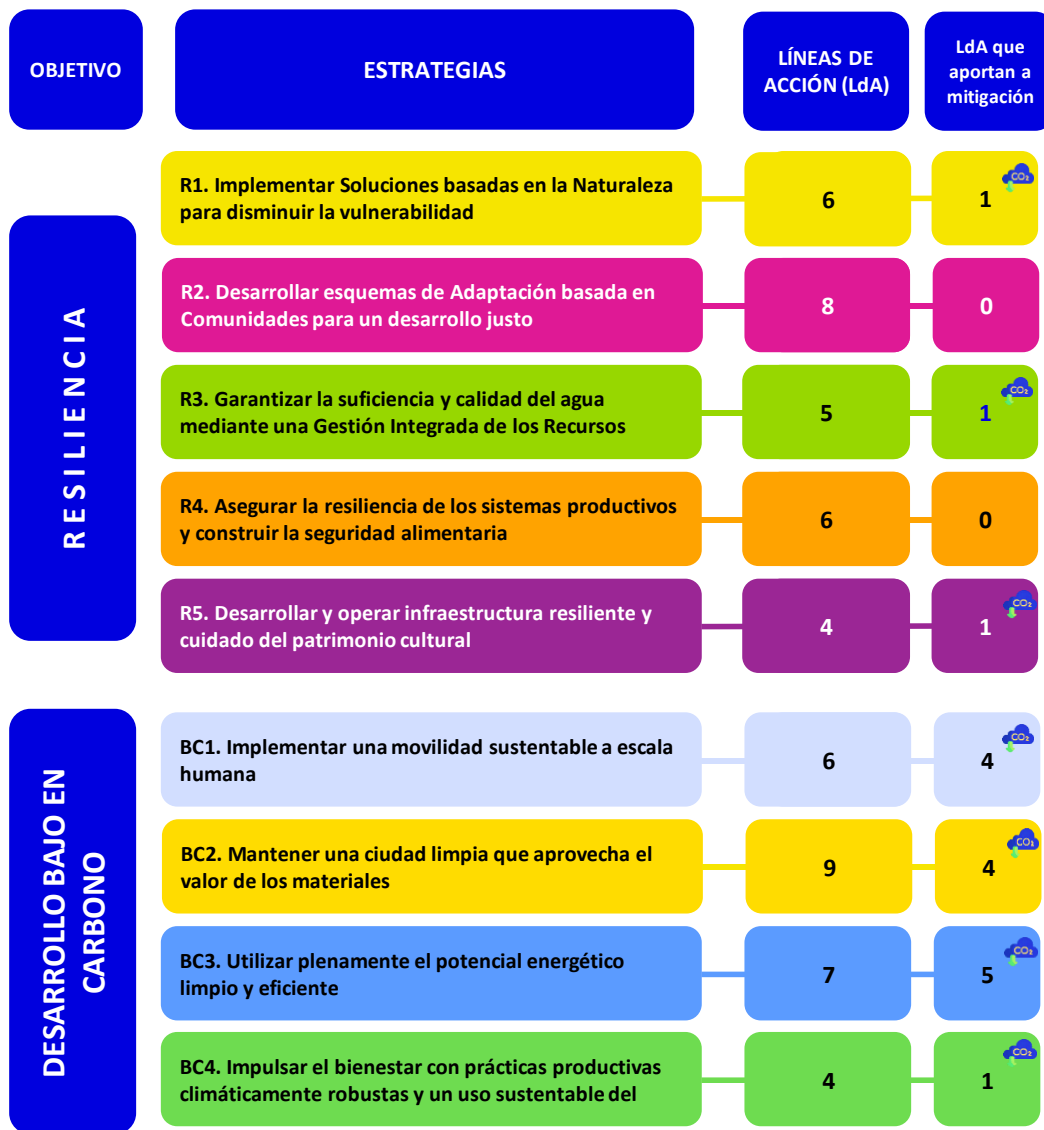 OBJETIVO
ESTRATEGIAS
LÍNEAS DE
ACCIÓN (LdA)
LdA que
aportan a
mitigación
RESILIENCIA
R1. Implementar Soluciones basadas en la Naturaleza
para disminuir la vulnerabilidad
6
1
CO₂
R2. Desarrollar esquemas de Adaptación basada en
Comunidades para un desarrollo justo
8
0
R3. Garantizar la suficiencia y calidad del agua
mediante una Gestión Integrada de los Recursos
5
1
CO₂
R4. Asegurar la resiliencia de los sistemas productivos
y construir la seguridad alimentaria
6
0
R5. Desarrollar y operar infraestructura resiliente y
cuidado del patrimonio cultural
4
1
CO₂
DESARROLLO BAJO EN
CARBONO
BC1. Implementar una movilidad sustentable a escala
humana
6
4
CO₂
BC2. Mantener una ciudad limpia que aprovecha el
valor de los materiales
9
4
CO₂
BC3. Utilizar plenamente el potencial energético
limpio y eficiente
7
5
CO₂
BC4. Impulsar el bienestar con prácticas productivas
climáticamente robustas y un uso sustentable del
4
1
CO₂